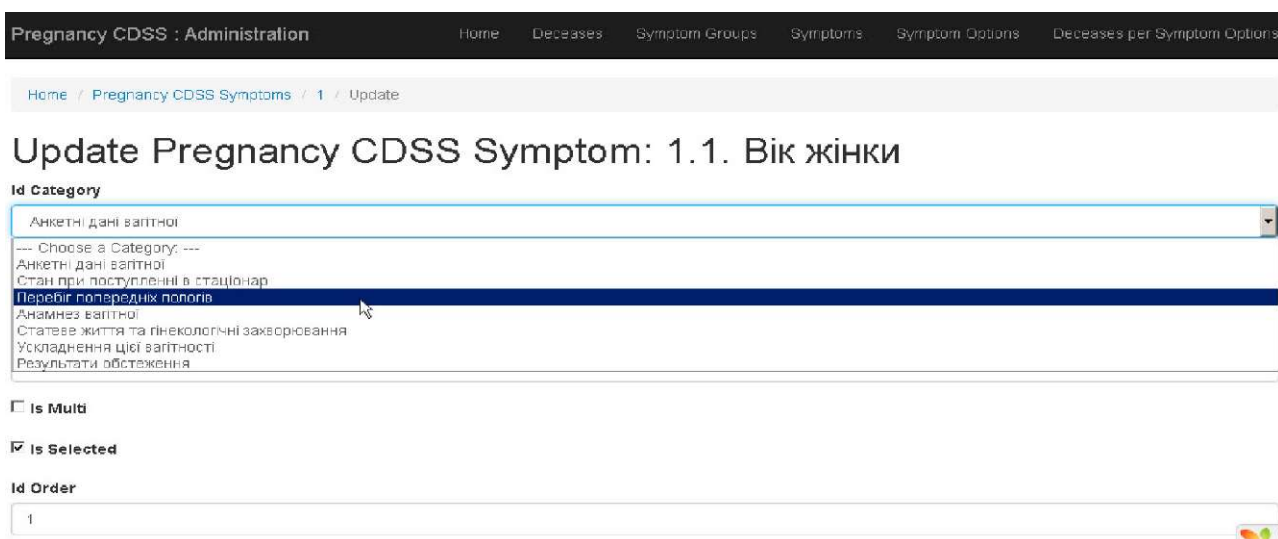 Pregnancy CDSS : Administration Home Deceases Symptom Groups Symptoms Symptom Options Deceases per Symptom Options
Home / Pregnancy CDSS Symptoms / 1 / Update
Update Pregnancy CDSS Symptom: 1.1. Вік жінки
Id Category
Анкетні дані вагітної
--- Choose a Category: ---
Анкетні дані вагітної
Стан при поступленні в стаціонар
Перебіг попередніх пологів
Анамнез вагітної
Статеве життя та гінекологічні захворювання
Ускладнення цієї вагітності
Результати обстеження
Is Multi
Is Selected
Id Order
1